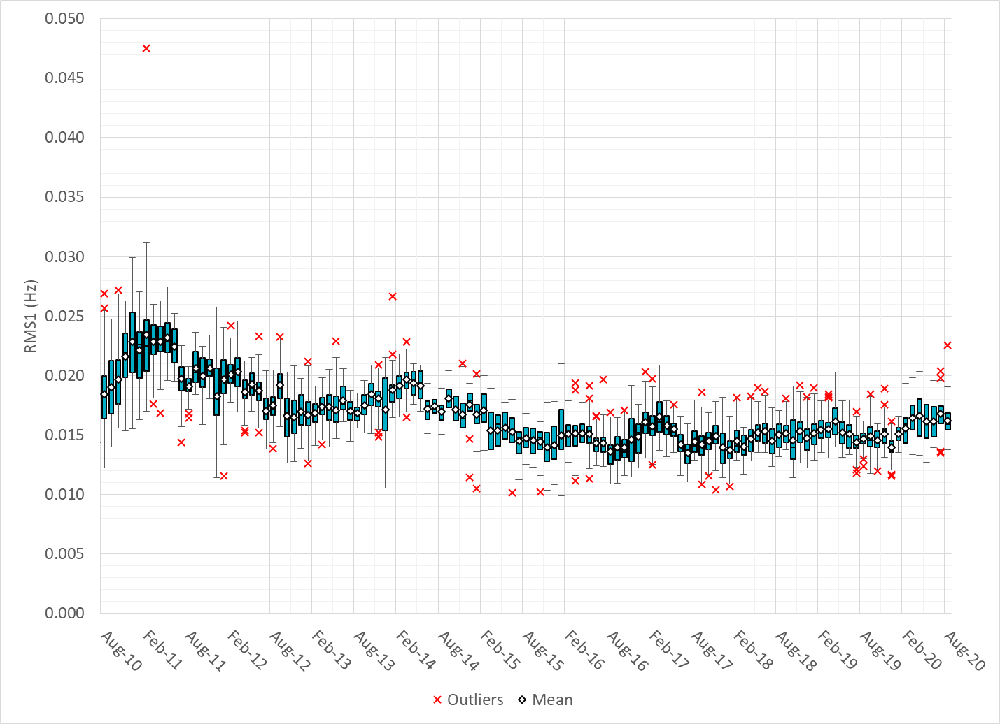 0.050
0.045
0.040
0.035
0.030
0.025
0.020
0.015
0.010
0.005
0.000
RMS1 (Hz)
Aug-10
Feb-11
Aug-11
Feb-12
Aug-12
Feb-13
Aug-13
Feb-14
Aug-14
Feb-15
Aug-15
Feb-16
Aug-16
Feb-17
Aug-17
Feb-18
Aug-18
Feb-19
Aug-19
Feb-20
Aug-20
Outliers Mean